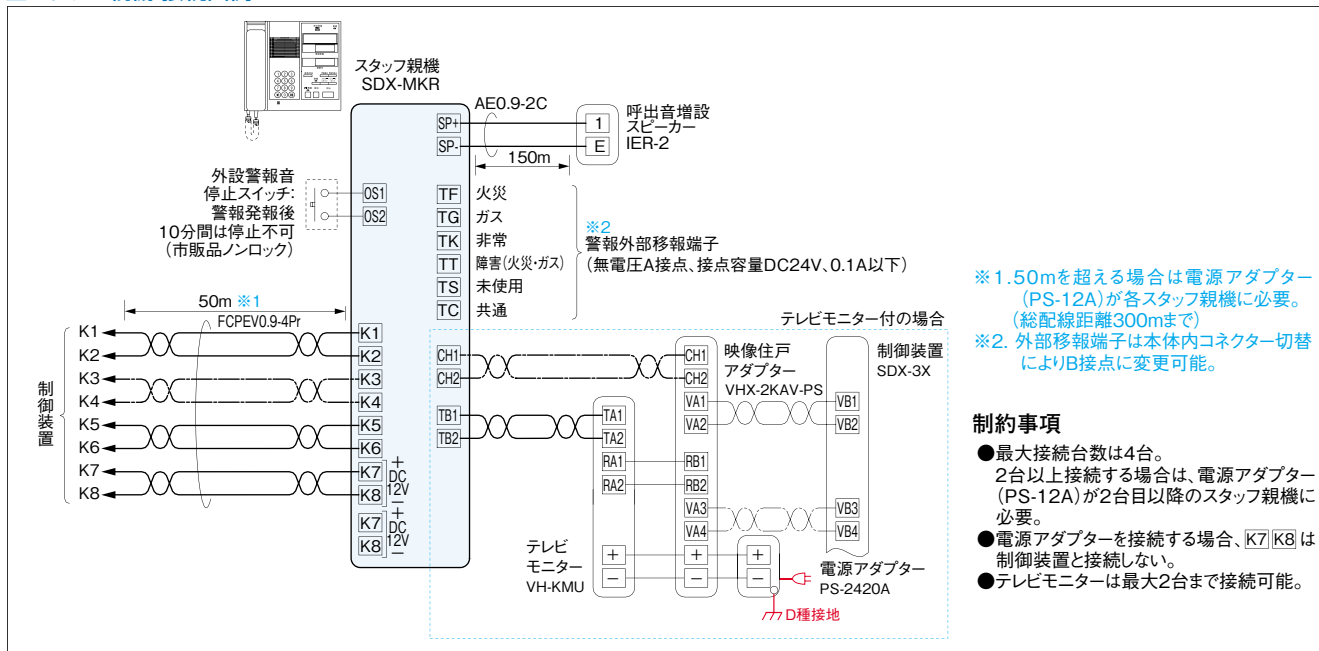 スタッフ親機
SDX-MKR
AE0.9-2C
SP+
SP-
1
E
呼出音増設
スピーカー
IER-2
150m
外設警報音
停止スイッチ:
警報発報後
10分間は停止不可
(市販品ノンロック)
OS1
OS2
TF 火災
TG ガス
TK 非常
TT 障害(火災・ガス)
TS 未使用
TC 共通
※2
警報外部移報端子
(無電圧A接点、接点容量DC24V、0.1A以下)
50m ※1
FCPEV0.9-4Pr
制御装置
K1 K1
K2 K2
K3 K3
K4 K4
K5 K5
K6 K6
K7 K7 +
DC
12V
K8 K8 −
K7 +
DC
12V
K8 −
テレビモニター付の場合
CH1
CH2
TB1
TB2
TA1
TA2
RA1
RA2
+
−
テレビ
モニター
VH-KMU
CH1
CH2
VA1
VA2
RB1
RB2
VA3
VA4
+
−
映像住戸
アダプター
VHX-2KAV-PS
制御装置
SDX-3X
VB1
VB2
VB3
VB4
+
−
電源アダプター
PS-2420A
D種接地
※1.50mを超える場合は電源アダプター
(PS-12A)が各スタッフ親機に必要。
(総配線距離300mまで)
※2. 外部移報端子は本体内コネクター切替
によりB接点に変更可能。
制約事項
●最大接続台数は4台。
2台以上接続する場合は、電源アダプター
(PS-12A)が2台目以降のスタッフ親機に
必要。
●電源アダプターを接続する場合、K7 K8 は
制御装置と接続しない。
●テレビモニターは最大2台まで接続可能。